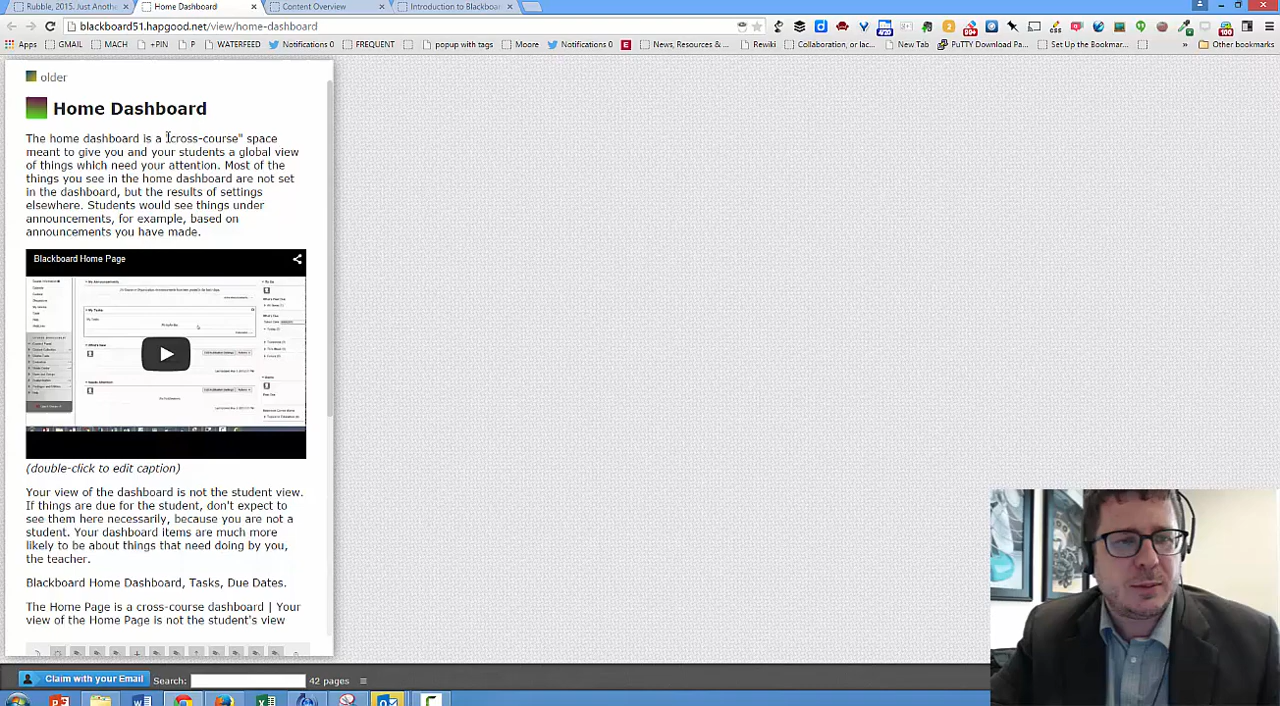 Rubble, 2015. Just Anothe
Home Dashboard
Content Overview
Introduction to Blackboa
blackboard51.hapgood.net/view/home-dashboard
Apps
GMAIL
MACH
+PIN
P
WATERFEED
Notifications 0
FREQUENT
popup with tags
Moor
Notifications 0
News, Resources & ...
Rewiki
Collaboration, or lac...
New Tab
PuTTY Download Pa...
Set Up the Bookmar...
Other bookmarks
older
Home Dashboard
The home dashboard is a "cross-course" space
meant to give you and your students a global view
of things which need your attention. Most of the
things you see in the home dashboard are not set
in the dashboard, but the results of settings
elsewhere. Students would see things under
announcements, for example, based on
announcements you have made.
Blackboard Home Page
(double-click to edit caption)
Your view of the dashboard is not the student view.
If things are due for the student, don't expect to
see them here necessarily, because you are not a
student. Your dashboard items are much more
likely to be about things that need doing by you,
the teacher.
Blackboard Home Dashboard, Tasks, Due Dates.
The Home Page is a cross-course dashboard | Your
view of the Home Page is not the student's view
Claim with your Email
Search:
42 pages